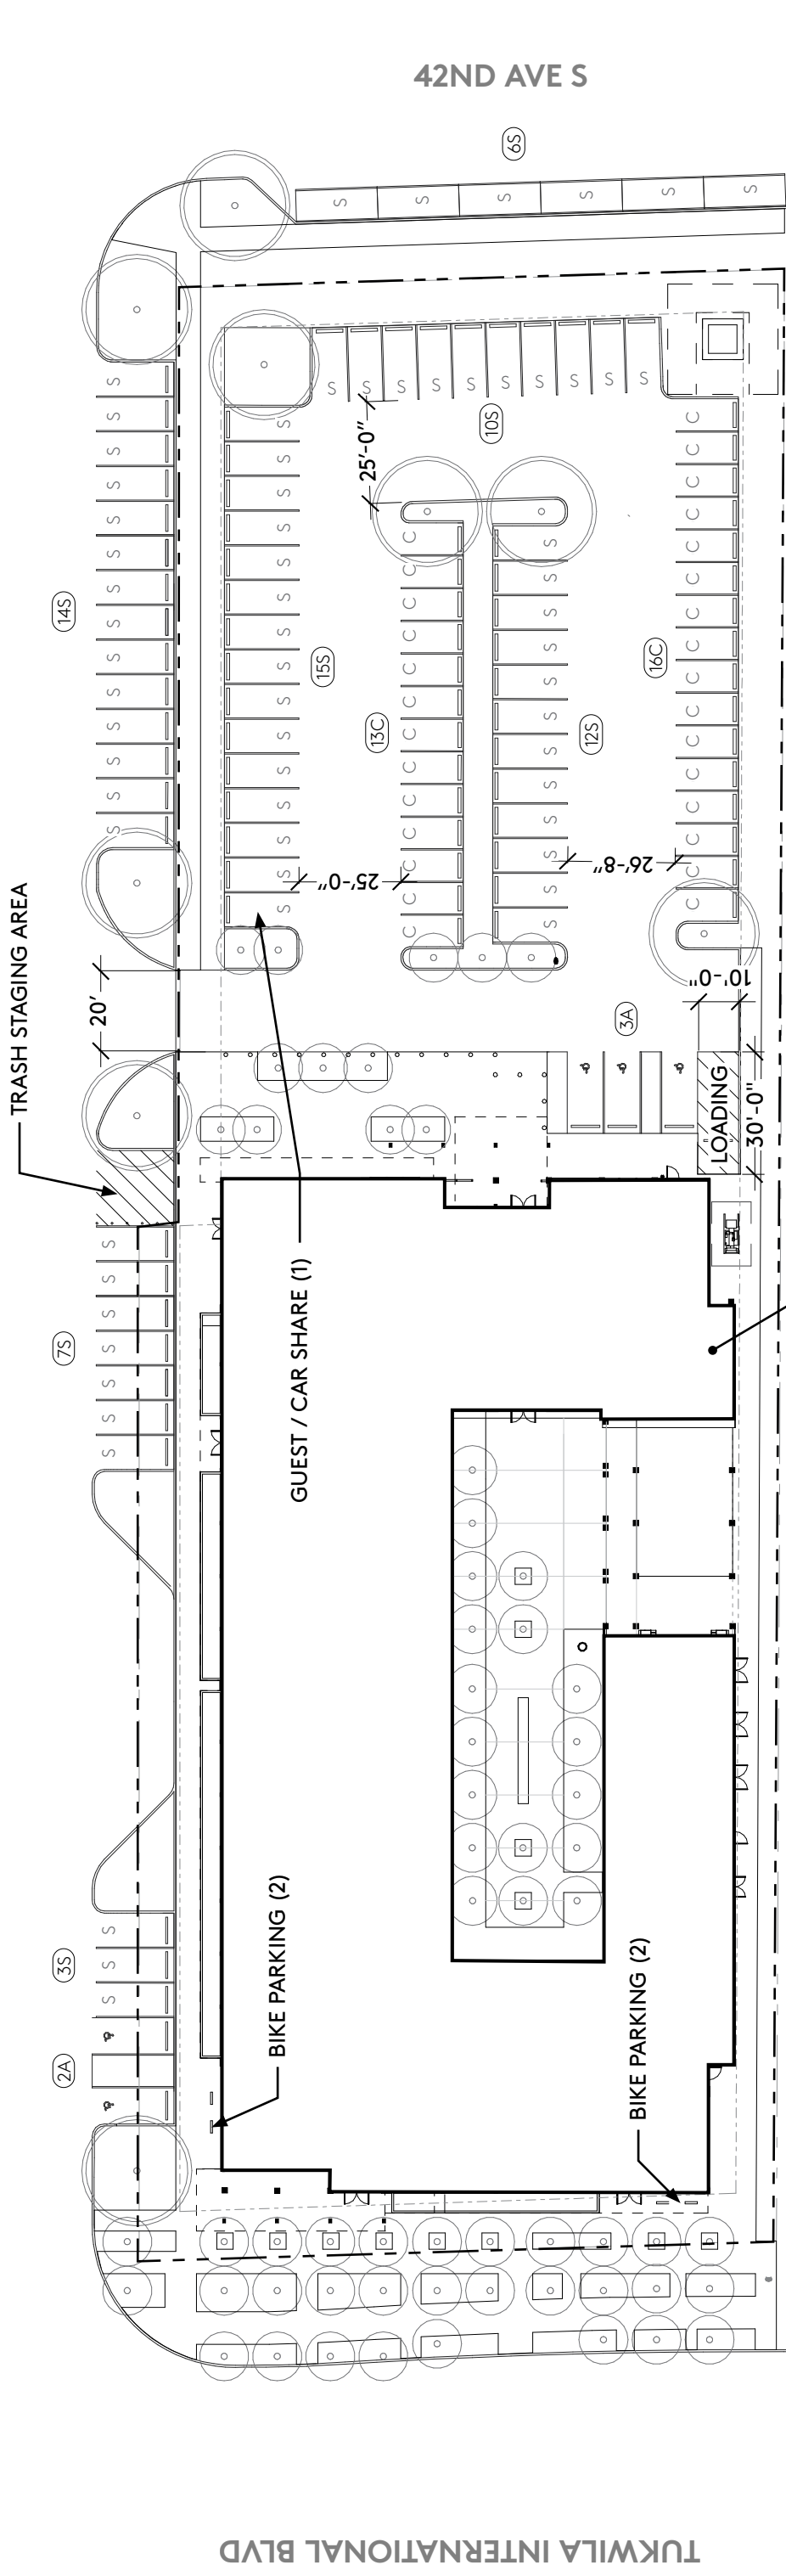 42ND AVE S
6S
S S S S S S
14S
S S S S S S S S S S S S S S
15S
S S S S S S S S S S S S S S S
10S
S S S S S S S S S S
25'-0"
13C
C C C C C C C C C C C C C
12S
S S S S S S S S S S S S
16C
C C C C C C C C C C C C C C C C
25'-0"
26'-8"
TRASH STAGING AREA
20'
3A
10'-0"
LOADING
30'-0"
7S
S S S S S S S
GUEST / CAR SHARE (1)
3S
S S S
2A
BIKE PARKING (2)
BIKE PARKING (2)
TUKWILA INTERNATIONAL BLVD